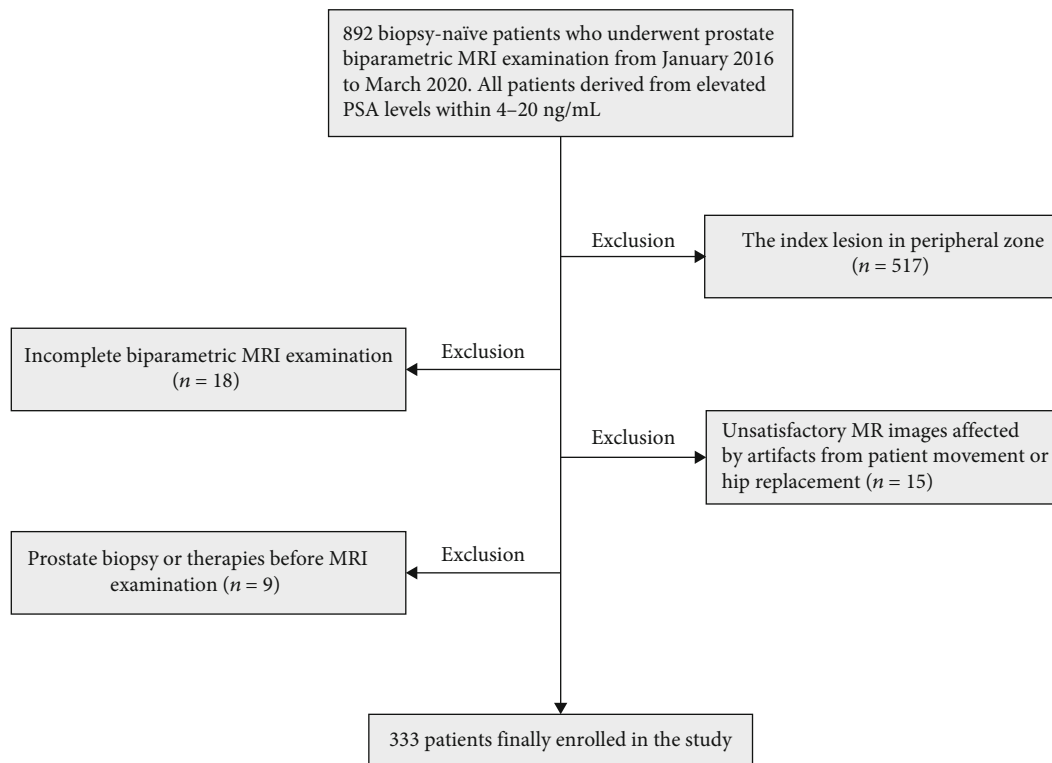 892 biopsy-naïve patients who underwent prostate
biparametric MRI examination from January 2016
to March 2020. All patients derived from elevated
PSA levels within 4–20 ng/mL
Exclusion
The index lesion in peripheral zone
(n = 517)
Incomplete biparametric MRI examination
(n = 18)
Exclusion
Exclusion
Unsatisfactory MR images affected
by artifacts from patient movement or
hip replacement (n = 15)
Prostate biopsy or therapies before MRI
examination (n = 9)
Exclusion
333 patients finally enrolled in the study